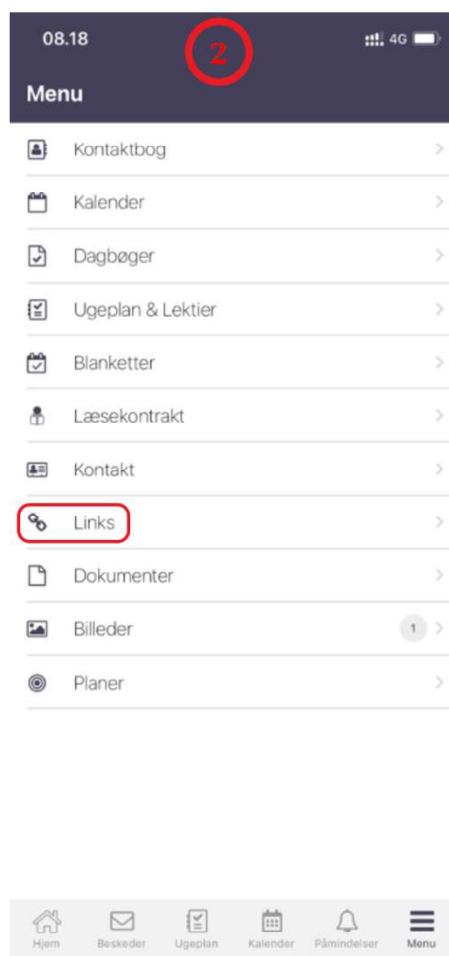 08.18
2
4G
Menu
Kontaktbog
Kalender
Dagbøger
Ugeplan & Lektier
Blanketter
Læsekontrakt
Kontakt
Links
Dokumenter
Billeder 1
Planer
Hjem Beskeder Ugeplan Kalender Påmindelser Menu